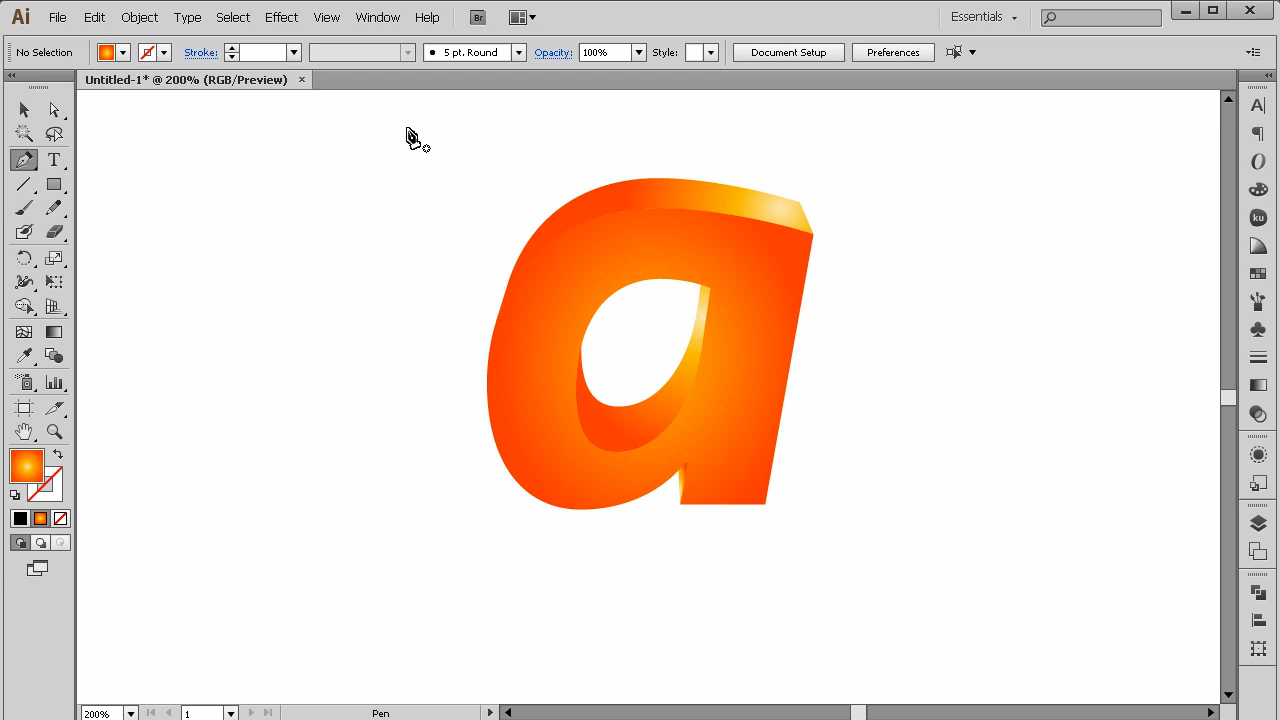 Ai File Edit Object Type Select Effect View Window Help Br Essentials
No Selection Stroke: 5 pt. Round Opacity: 100% Style: Document Setup Preferences
Untitled-1* @ 200% (RGB/Preview) ×
T
A
ku
a
200% 1 Pen